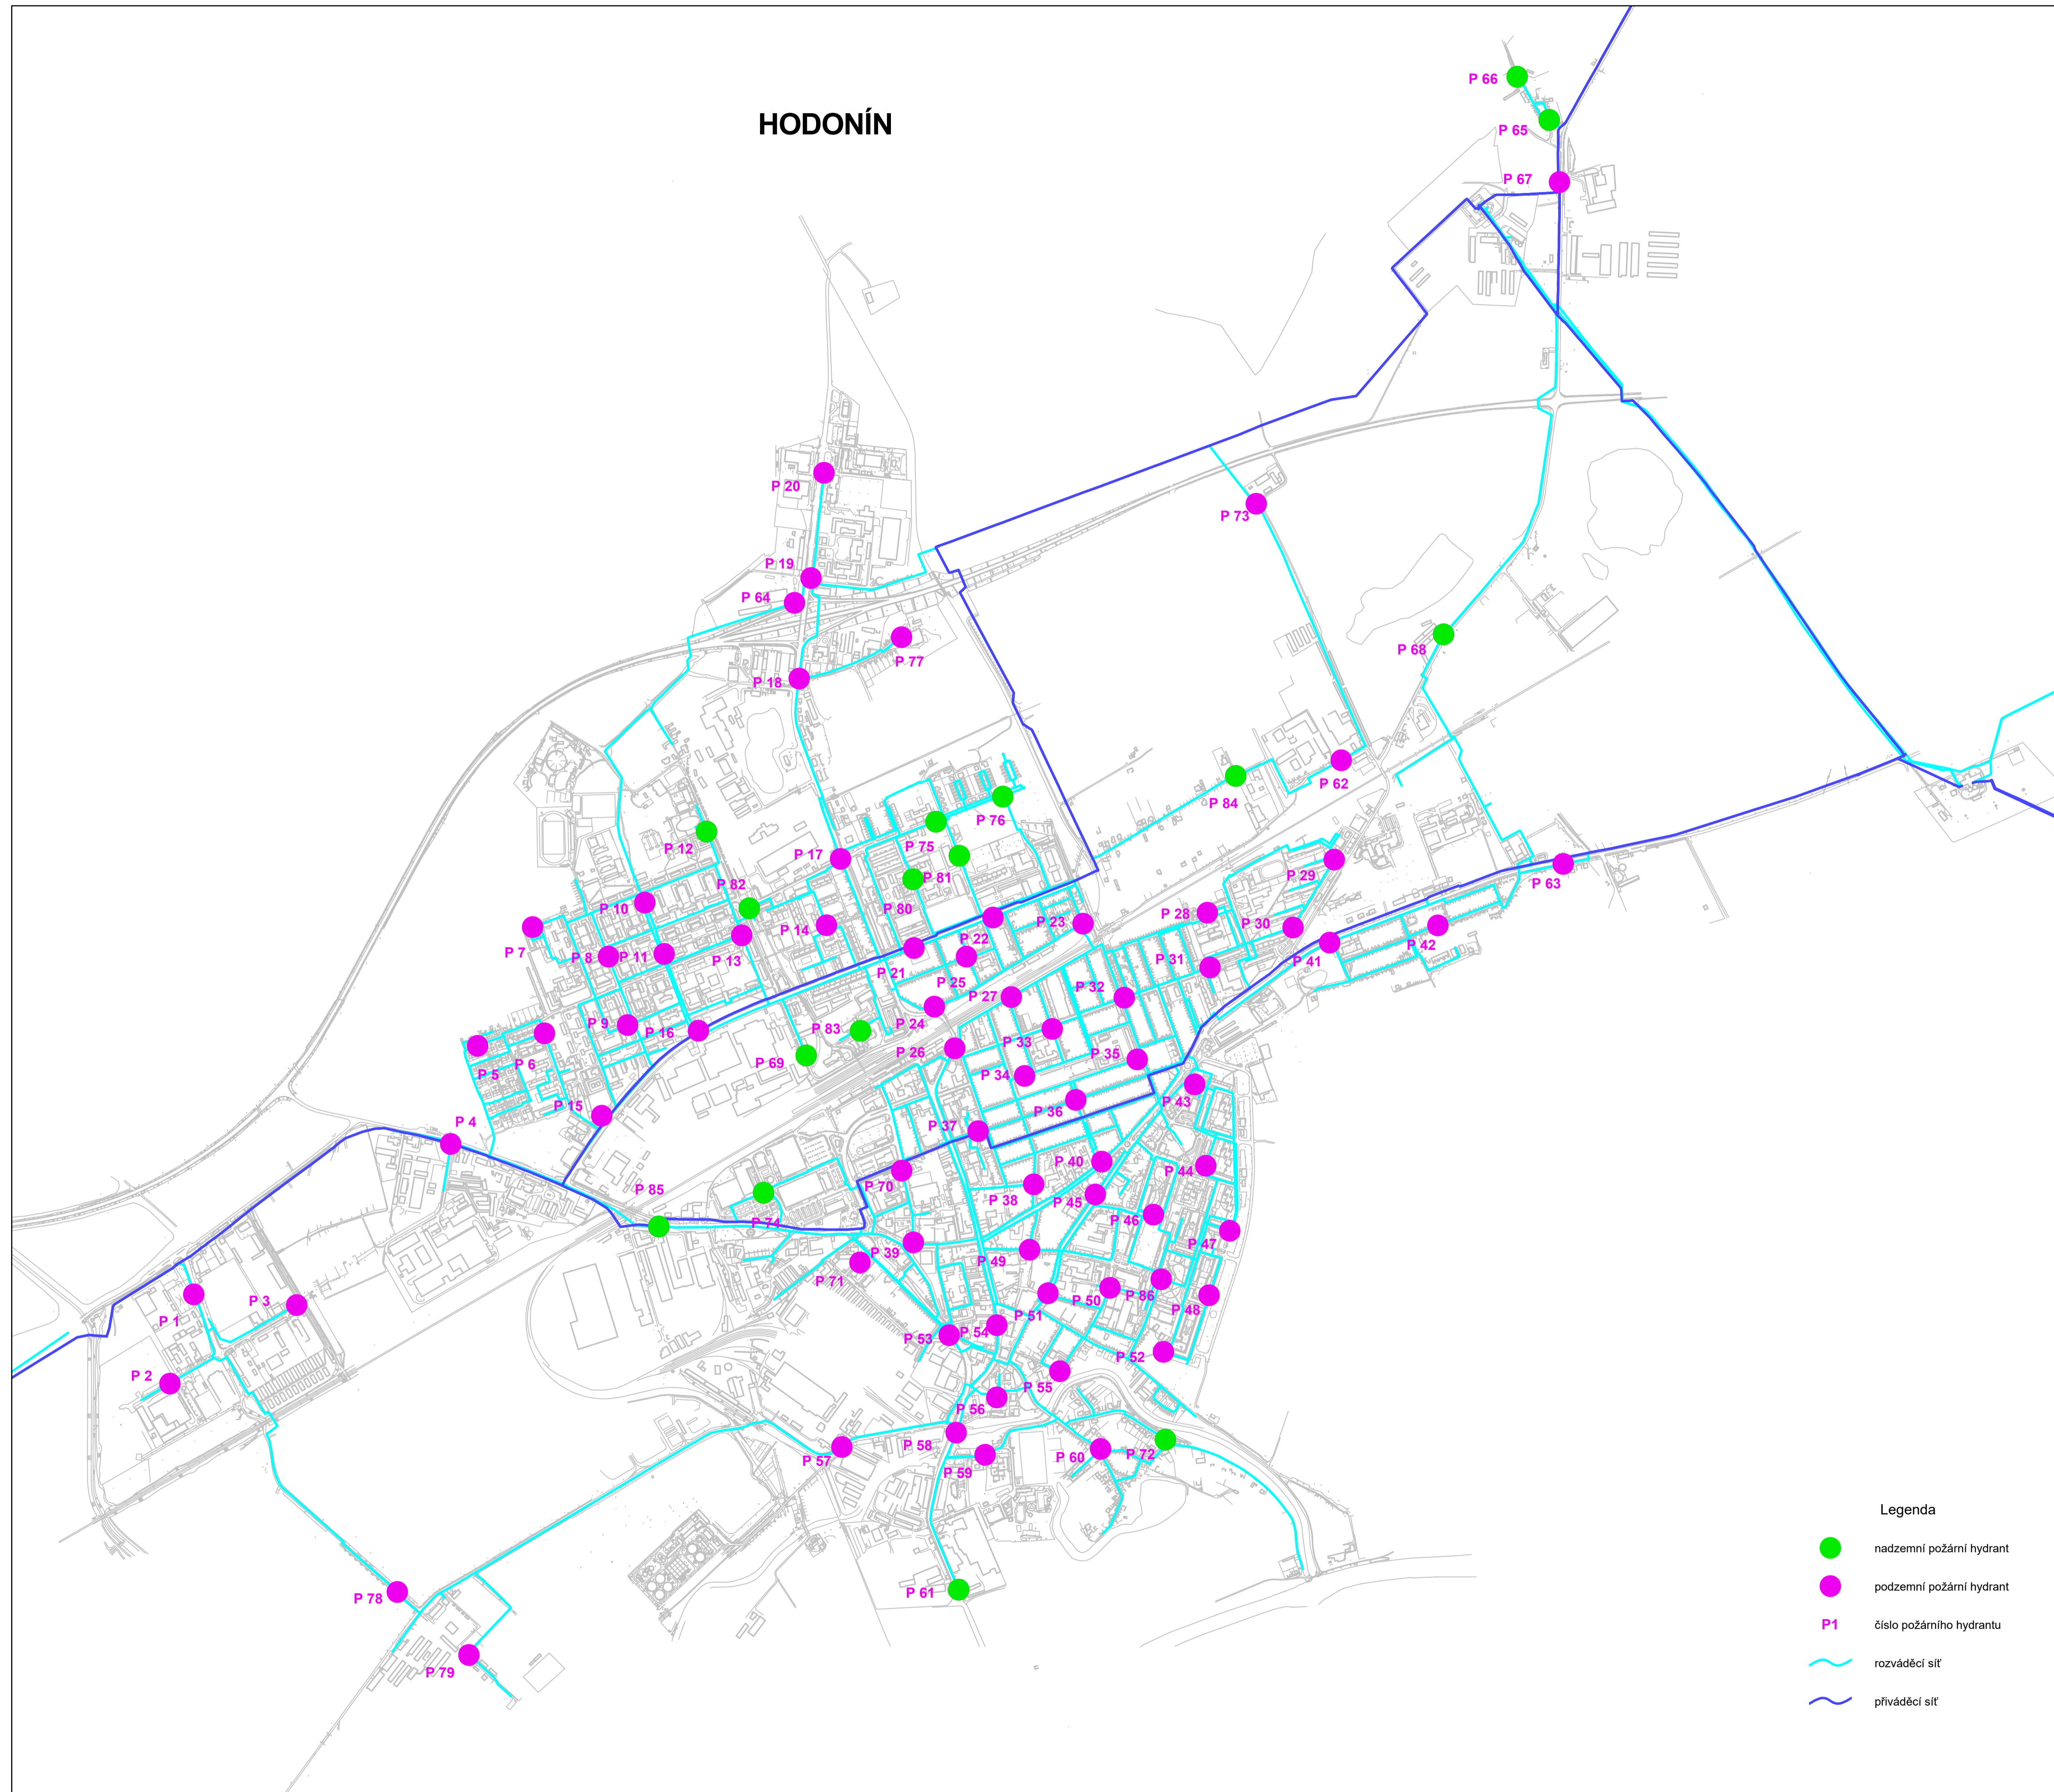 HODONÍN
P 66
P 65
P 67
P 20
P 73
P 19
P 64
P 68
P 77
P 18
P 62
P 84
P 76
P 75
P 12
P 17
P 81
P 29
P 63
P 82
P 10
P 80
P 28
P 14
P 23
P 30
P 42
P 7
P 8
P 11
P 13
P 22
P 21
P 31
P 41
P 25
P 27
P 32
P 24
P 9
P 16
P 83
P 6
P 5
P 69
P 26
P 33
P 35
P 34
P 15
P 36
P 43
P 4
P 37
P 40
P 44
P 85
P 70
P 38
P 45
P 74
P 46
P 47
P 39
P 49
P 71
P 3
P 1
P 50
P 86
P 48
P 51
P 53
P 54
P 52
P 2
P 55
P 56
P 58
P 57
P 59
P 60
P 72
P 61
P 78
P 79
Legenda
nadzemní požární hydrant
podzemní požární hydrant
P1 číslo požárního hydrantu
rozváděcí síť
přiváděcí síť